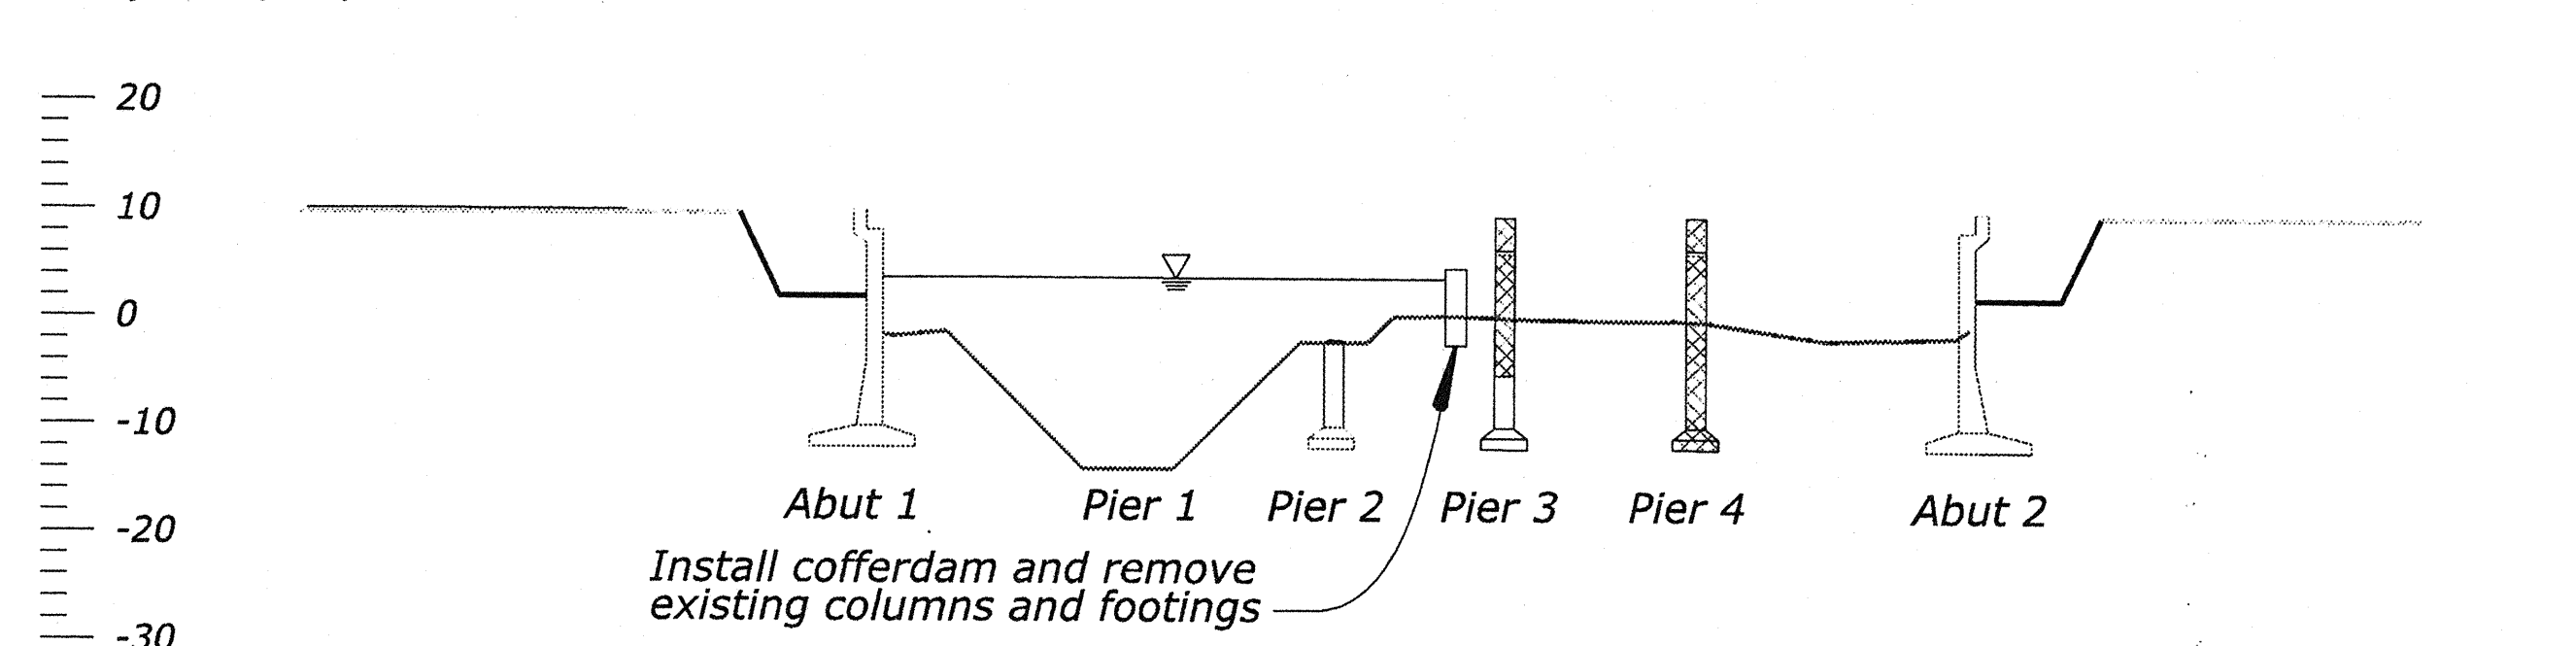 20
10
0
-10
-20
-30
Abut 1
Pier 1
Pier 2
Pier 3
Pier 4
Abut 2
Install cofferdam and remove
existing columns and footings